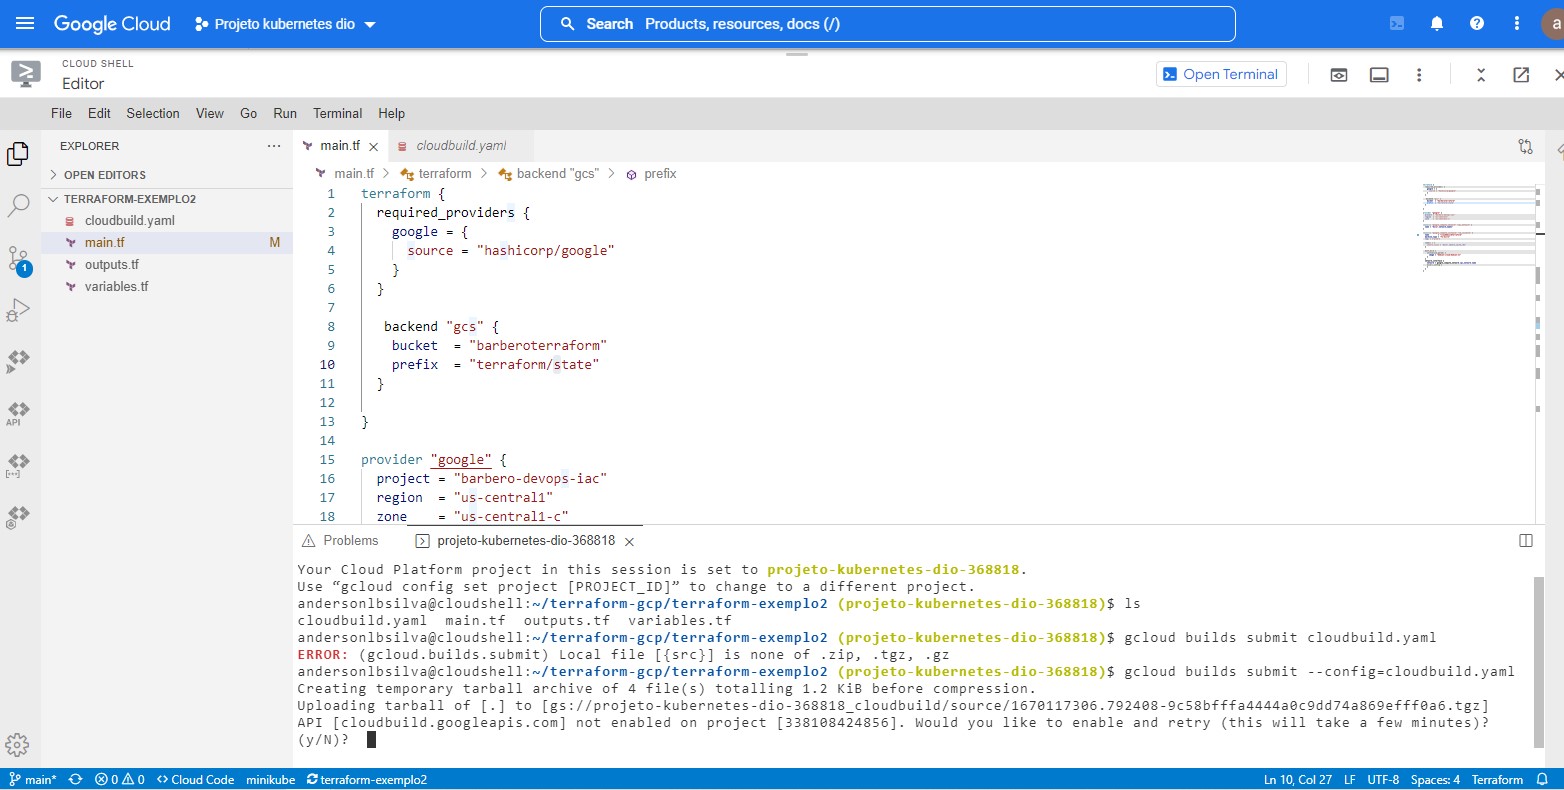 Google Cloud
Projeto kubernetes dio
Search Products, resources, docs (/)
a
CLOUD SHELL
Editor
Open Terminal
File Edit Selection View Go Run Terminal Help
EXPLORER
main.tf
cloudbuild.yaml
OPEN EDITORS
main.tf > terraform > backend "gcs" > prefix
TERRAFORM-EXEMPLO2
cloudbuild.yaml
main.tf M
outputs.tf
variables.tf
1
API
1 terraform {
2 required_providers {
3 google = {
4 source = "hashicorp/google"
5 }
6 }
7
8 backend "gcs" {
9 bucket = "barberoterraform"
10 prefix = "terraform/state"
11 }
12
13 }
14
15 provider "google" {
16 project = "barbero-devops-iac"
17 region = "us-central1"
18 zone = "us-central1-c"
Problems
projeto-kubernetes-dio-368818
Your Cloud Platform project in this session is set to projeto-kubernetes-dio-368818.
Use “gcloud config set project [PROJECT_ID]” to change to a different project.
andersonlbsilva@cloudshell:~/terraform-gcp/terraform-exemplo2 (projeto-kubernetes-dio-368818)$ ls
cloudbuild.yaml main.tf outputs.tf variables.tf
andersonlbsilva@cloudshell:~/terraform-gcp/terraform-exemplo2 (projeto-kubernetes-dio-368818)$ gcloud builds submit cloudbuild.yaml
ERROR: (gcloud.builds.submit) Local file [{src}] is none of .zip, .tgz, .gz
andersonlbsilva@cloudshell:~/terraform-gcp/terraform-exemplo2 (projeto-kubernetes-dio-368818)$ gcloud builds submit --config=cloudbuild.yaml
Creating temporary tarball archive of 4 file(s) totalling 1.2 KiB before compression.
Uploading tarball of [.] to [gs://projeto-kubernetes-dio-368818_cloudbuild/source/1670117306.792408-9c58bfffa4444a0c9dd74a869efff0a6.tgz]
API [cloudbuild.googleapis.com] not enabled on project [338108424856]. Would you like to enable and retry (this will take a few minutes)?
(y/N)?
main* 0 0 Cloud Code minikube terraform-exemplo2
Ln 10, Col 27 LF UTF-8 Spaces: 4 Terraform